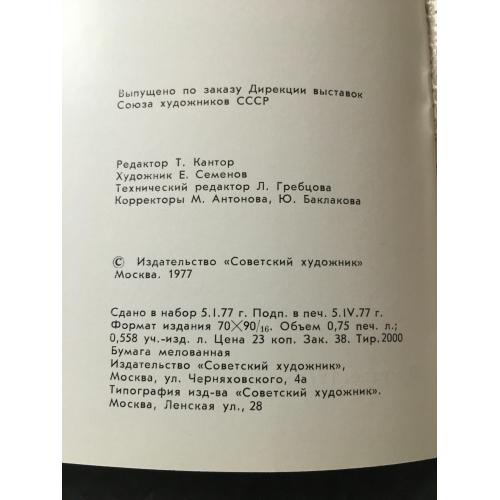 Выпущено по заказу Дирекции выставок
Союза художников СССР
Редактор Т. Кантор
Художник Е. Семенов
Технический редактор Л. Гребцова
Корректоры М. Антонова, Ю. Баклакова
© Издательство «Советский художник»
Москва. 1977
Сдано в набор 5.I.77 г. Подп. в печ. 5.IV.77 г.
Формат издания 70×90/16. Объем 0,75 печ. л.;
0,558 уч.-изд. л. Цена 23 коп. Зак. 38. Тир. 2000
Бумага мелованная
Издательство «Советский художник»,
Москва, ул. Черняховского, 4а
Типография изд-ва «Советский художник».
Москва, Ленская ул., 28